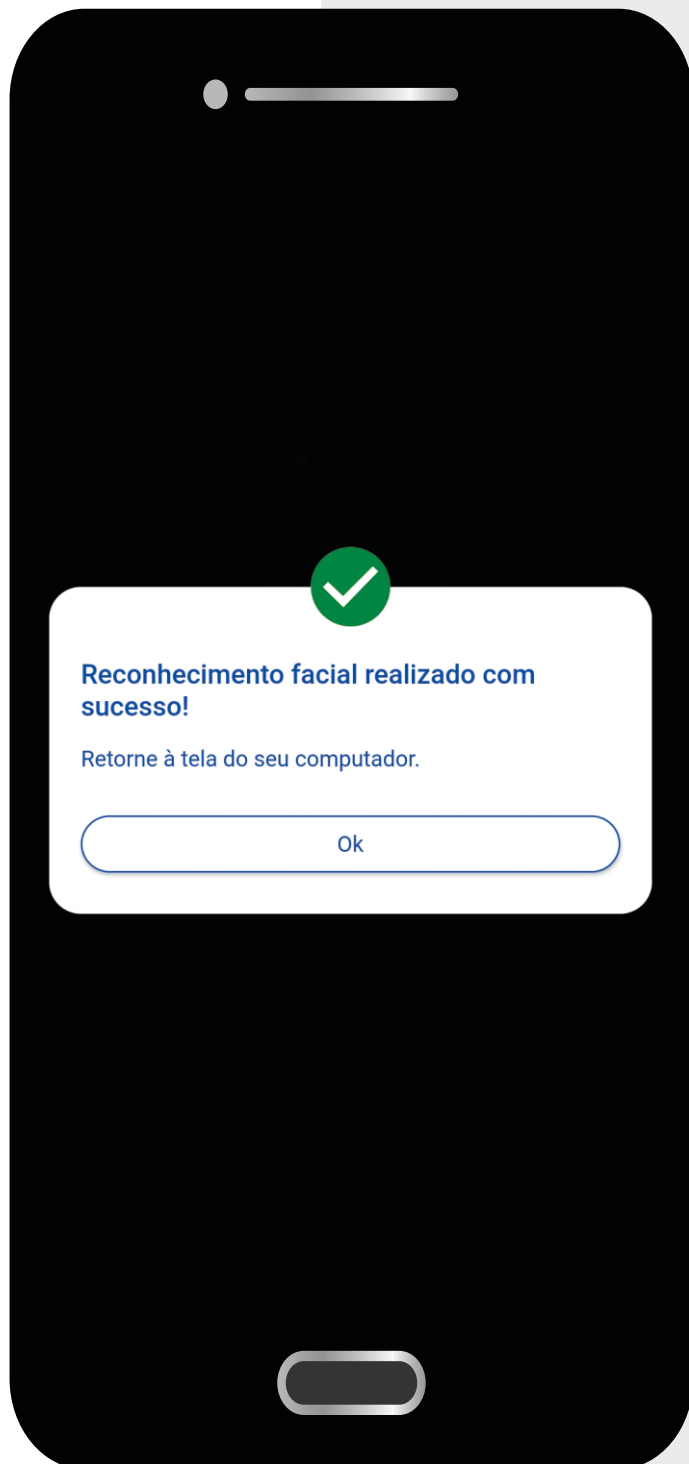 Reconhecimento facial realizado com
sucesso!
Retorne à tela do seu computador.
Ok